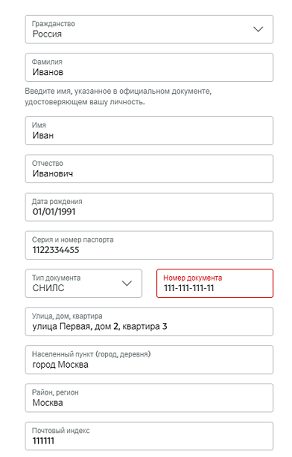 Гражданство
Россия
Фамилия
Иванов
Введите имя, указанное в официальном документе,
удостоверяющем вашу личность.
Имя
Иван
Отчество
Иванович
Дата рождения
01/01/1991
Серия и номер паспорта
1122334455
Тип документа
СНИЛС
Номер документа
111-111-111-11
Улица, дом, квартира
улица Первая, дом 2, квартира 3
Населенный пункт (город, деревня)
город Москва
Район, регион
Москва
Почтовый индекс
111111